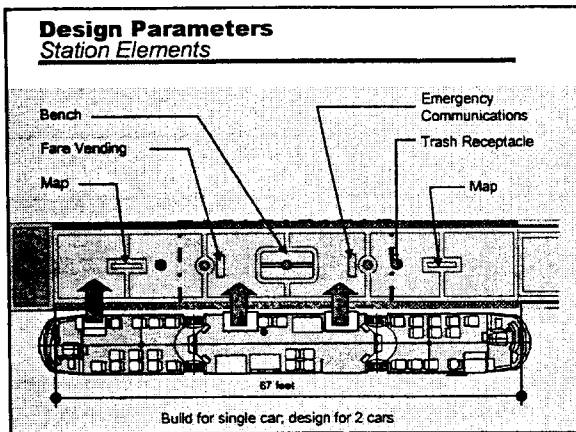 Design Parameters
Station Elements
Bench
Fare Vending
Map
Emergency
Communications
Trash Receptacle
Map
67 feet
Build for single car, design for 2 cars